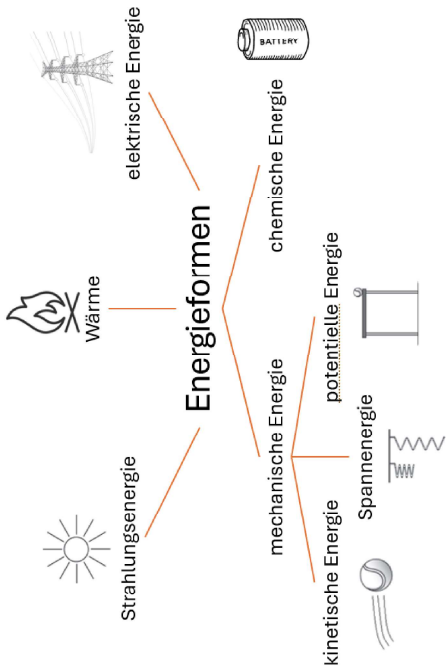 Strahlungsenergie
Wärme
elektrische Energie
Energieformen
mechanische Energie
chemische Energie
BATTERY
kinetische Energie
Spannenergie
potentielle Energie